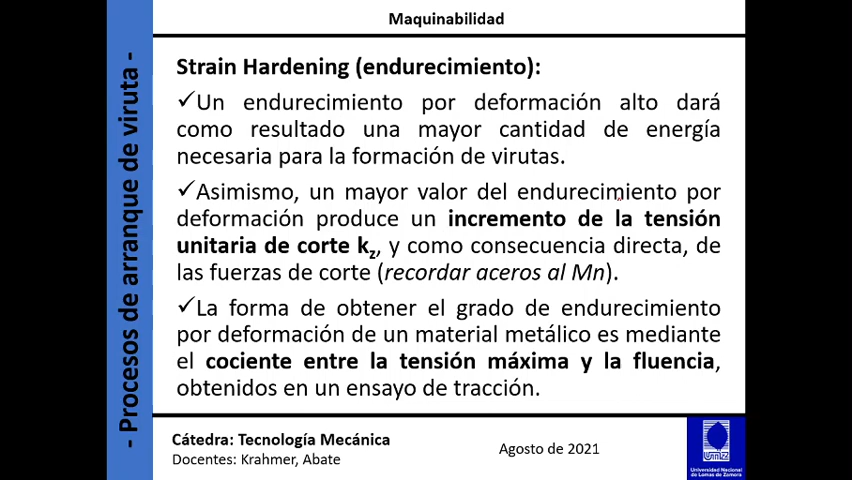 Maquinabilidad
- Procesos de arranque de viruta -
Strain Hardening (endurecimiento):
✓Un endurecimiento por deformación alto dará
como resultado una mayor cantidad de energía
necesaria para la formación de virutas.
✓Asimismo, un mayor valor del endurecimiento por
deformación produce un incremento de la tensión
unitaria de corte kz, y como consecuencia directa, de
las fuerzas de corte (recordar aceros al Mn).
✓La forma de obtener el grado de endurecimiento
por deformación de un material metálico es mediante
el cociente entre la tensión máxima y la fluencia,
obtenidos en un ensayo de tracción.
Cátedra: Tecnología Mecánica
Docentes: Krahmer, Abate
Agosto de 2021
Universidad Nacional
de Lomas de Zamora